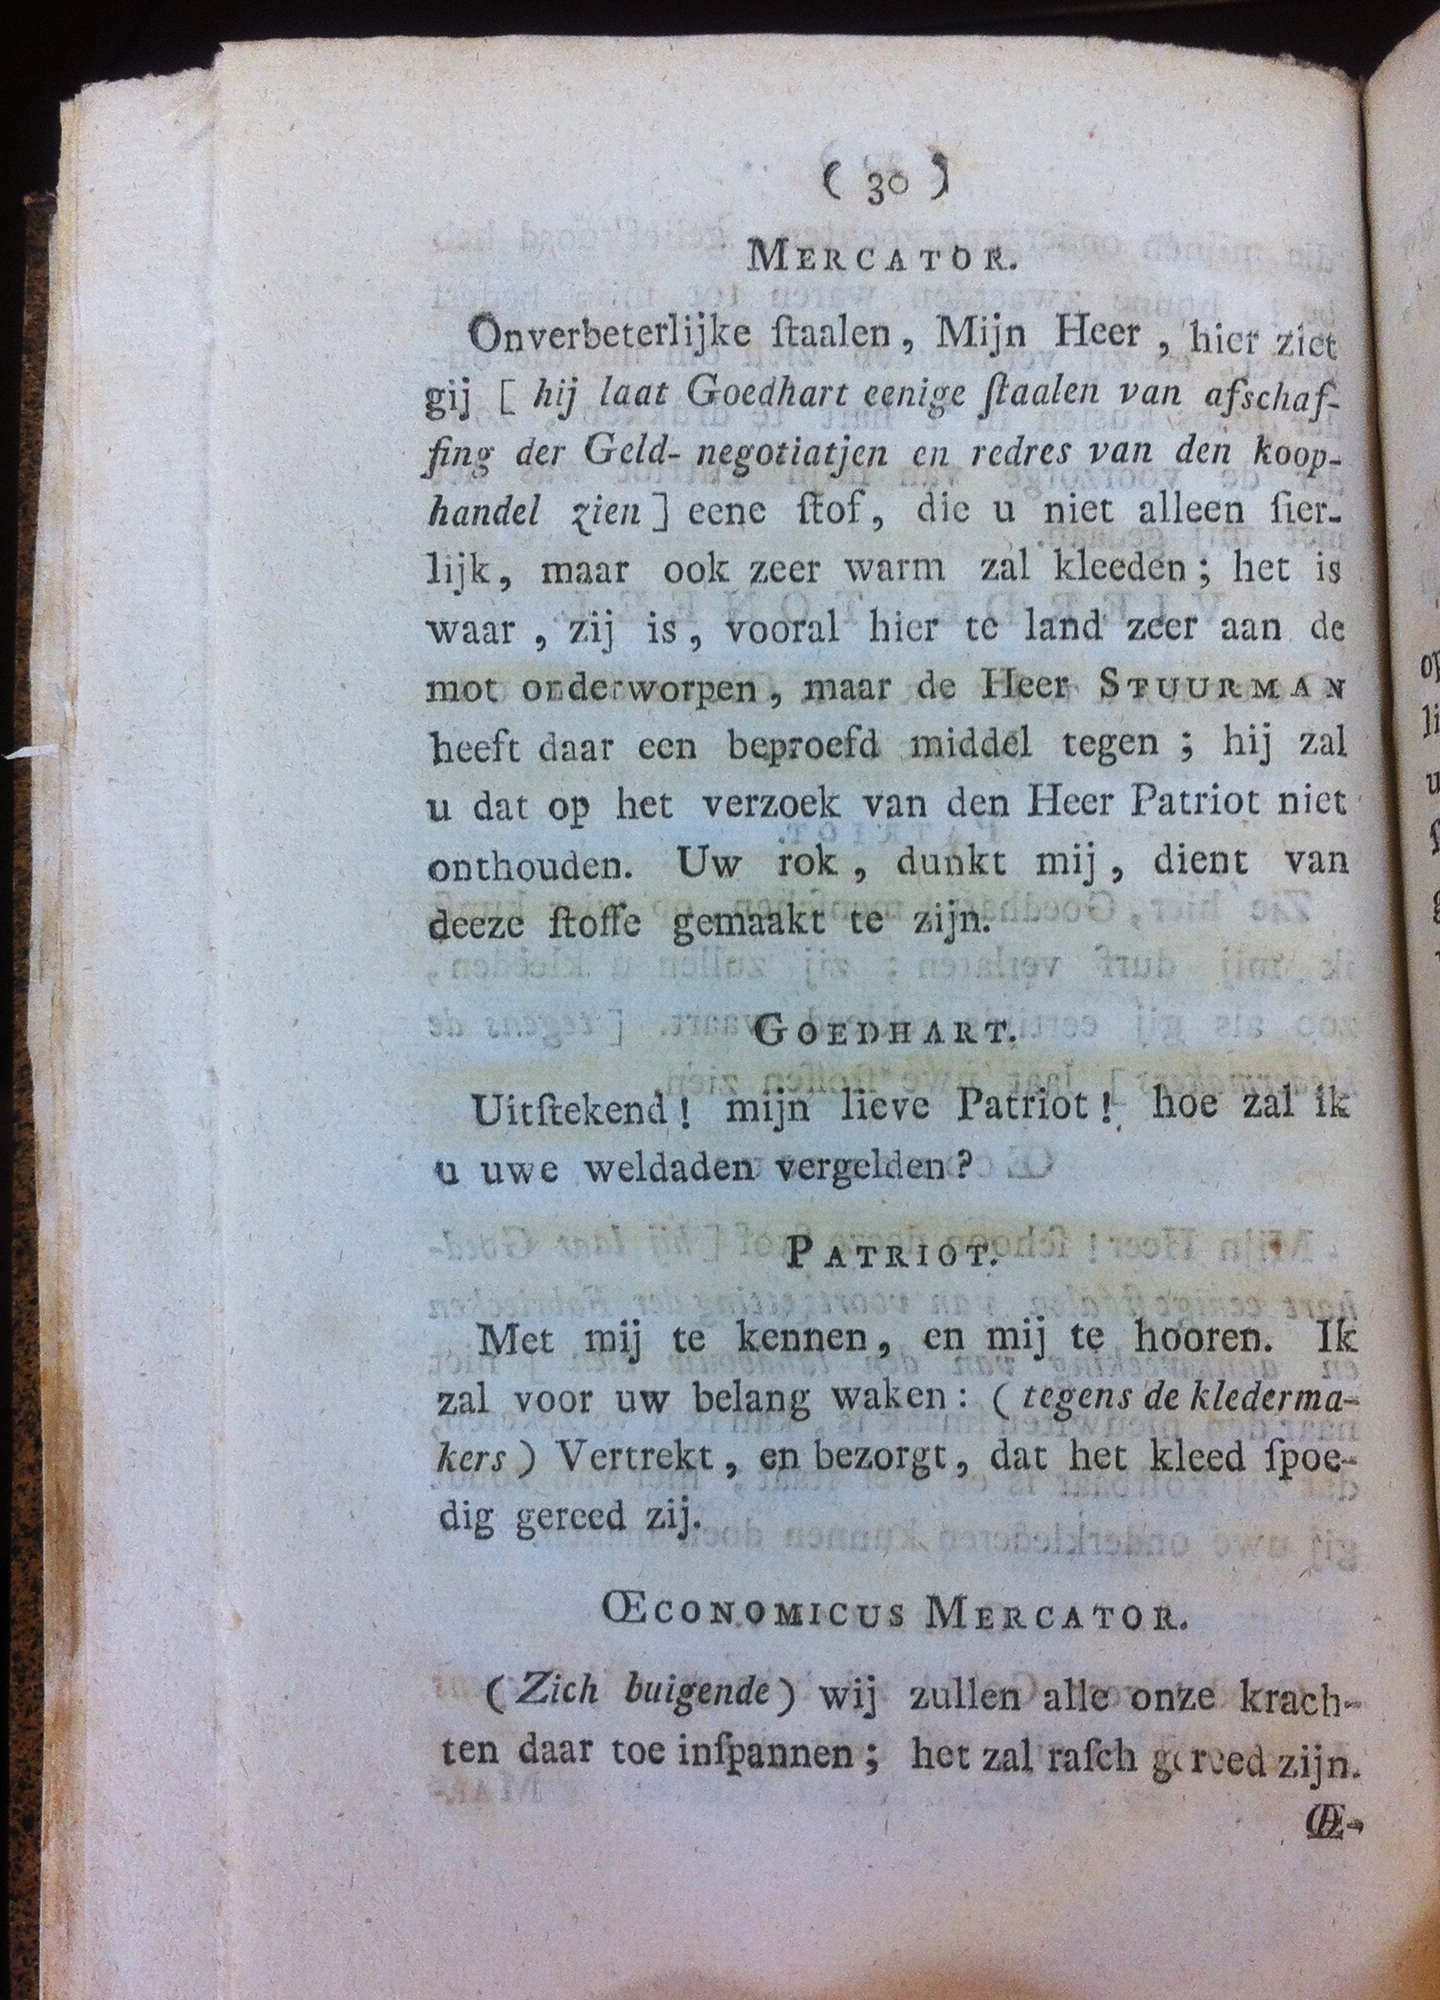 ( 30 )
MERCATOR.
Onverbeterlijke ſtaalen, Mijn Heer, hier ziet
gij [ hij laat Goedhart eenige ſtaalen van afschaf-
fing der Geld- negotiatjen en redres van den koop-
handel zien ] eene ſtof, die u niet alleen ſier-
lijk, maar ook zeer warm zal kleeden; het is
waar, zij is, vooral hier te land zeer aan de
mot onderworpen, maar de Heer STUURMAN
heeft daar een beproefd middel tegen; hij zal
u dat op het verzoek van den Heer Patriot niet
onthouden. Uw rok, dunkt mij, dient van
deeze ſtoffe gemaakt te zijn.
GOEDHART.
Uitſtekend! mijn lieve Patriot! hoe zal ik
u uwe weldaden vergelden?
PATRIOT.
Met mij te kennen, en mij te hooren. Ik
zal voor uw belang waken: ( tegens de klederma-
kers ) Vertrekt, en bezorgt, dat het kleed ſpoe-
dig gereed zij.
ŒCONOMICUS MERCATOR.
( Zich buigende ) wij zullen alle onze krach-
ten daar toe inſpannen; het zal raſch gereed zijn.
Œ-